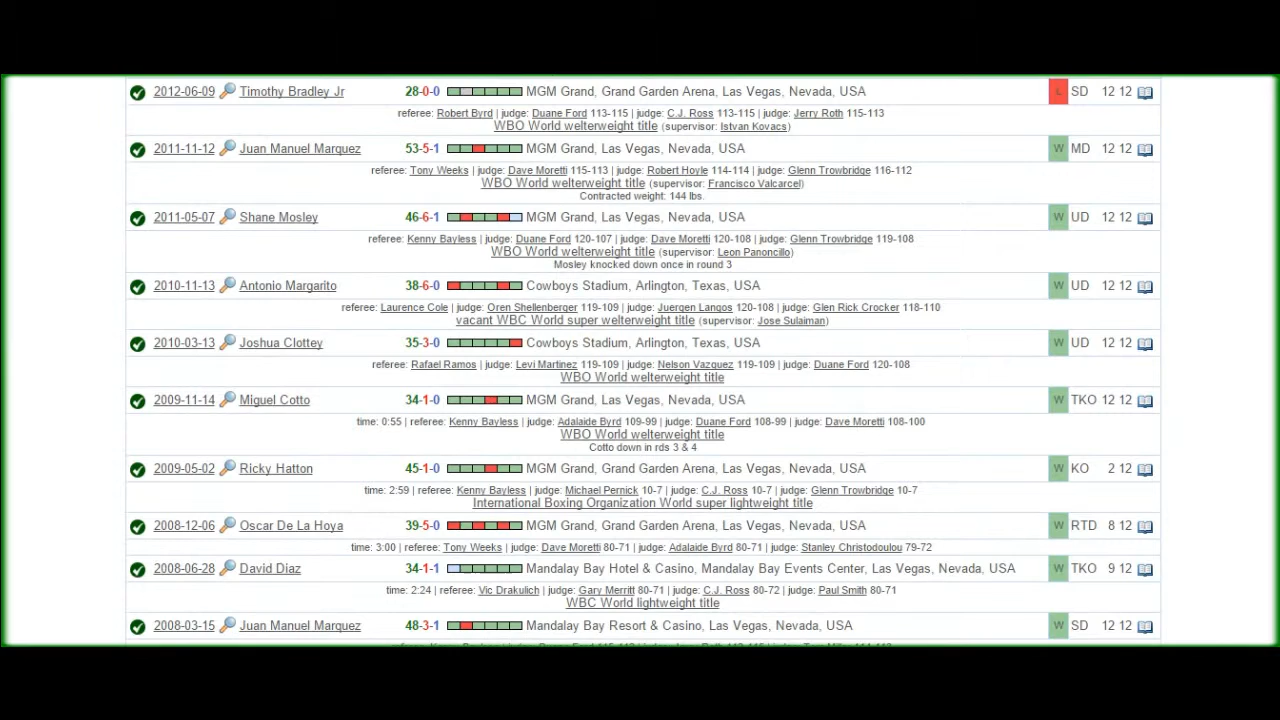 2012-06-09 Timothy Bradley Jr 28-0-0 MGM Grand, Grand Garden Arena, Las Vegas, Nevada, USA L SD 12 12
referee: Robert Byrd | judge: Duane Ford 113-115 | judge: C.J. Ross 113-115 | judge: Jerry Roth 115-113
WBO World welterweight title (supervisor: Istvan Kovacs)
2011-11-12 Juan Manuel Marquez 53-5-1 MGM Grand, Las Vegas, Nevada, USA W MD 12 12
referee: Tony Weeks | judge: Dave Moretti 115-113 | judge: Robert Hoyle 114-114 | judge: Glenn Trowbridge 116-112
WBO World welterweight title (supervisor: Francisco Valcarcel)
Contracted weight: 144 lbs.
2011-05-07 Shane Mosley 46-6-1 MGM Grand, Las Vegas, Nevada, USA W UD 12 12
referee: Kenny Bayless | judge: Duane Ford 120-107 | judge: Dave Moretti 120-108 | judge: Glenn Trowbridge 119-108
WBO World welterweight title (supervisor: Leon Panoncillo)
Mosley knocked down once in round 3
2010-11-13 Antonio Margarito 38-6-0 Cowboys Stadium, Arlington, Texas, USA W UD 12 12
referee: Laurence Cole | judge: Oren Shellenberger 119-109 | judge: Juergen Langos 120-108 | judge: Glen Rick Crocker 118-110
vacant WBC World super welterweight title (supervisor: Jose Sulaiman)
2010-03-13 Joshua Clottey 35-3-0 Cowboys Stadium, Arlington, Texas, USA W UD 12 12
referee: Rafael Ramos | judge: Levi Martinez 119-109 | judge: Nelson Vazquez 119-109 | judge: Duane Ford 120-108
WBO World welterweight title
2009-11-14 Miguel Cotto 34-1-0 MGM Grand, Las Vegas, Nevada, USA W TKO 12 12
time: 0:55 | referee: Kenny Bayless | judge: Adalaide Byrd 109-99 | judge: Duane Ford 108-99 | judge: Dave Moretti 108-100
WBO World welterweight title
Cotto down in rds 3 & 4
2009-05-02 Ricky Hatton 45-1-0 MGM Grand, Grand Garden Arena, Las Vegas, Nevada, USA W KO 2 12
time: 2:59 | referee: Kenny Bayless | judge: Michael Pernick 10-7 | judge: C.J. Ross 10-7 | judge: Glenn Trowbridge 10-7
International Boxing Organization World super lightweight title
2008-12-06 Oscar De La Hoya 39-5-0 MGM Grand, Grand Garden Arena, Las Vegas, Nevada, USA W RTD 8 12
time: 3:00 | referee: Tony Weeks | judge: Dave Moretti 80-71 | judge: Adalaide Byrd 80-71 | judge: Stanley Christodoulou 79-72
2008-06-28 David Diaz 34-1-1 Mandalay Bay Hotel & Casino, Mandalay Bay Events Center, Las Vegas, Nevada, USA W TKO 9 12
time: 2:24 | referee: Vic Drakulich | judge: Gary Merritt 80-71 | judge: C.J. Ross 80-72 | judge: Paul Smith 80-71
WBC World lightweight title
2008-03-15 Juan Manuel Marquez 48-3-1 Mandalay Bay Resort & Casino, Las Vegas, Nevada, USA W SD 12 12